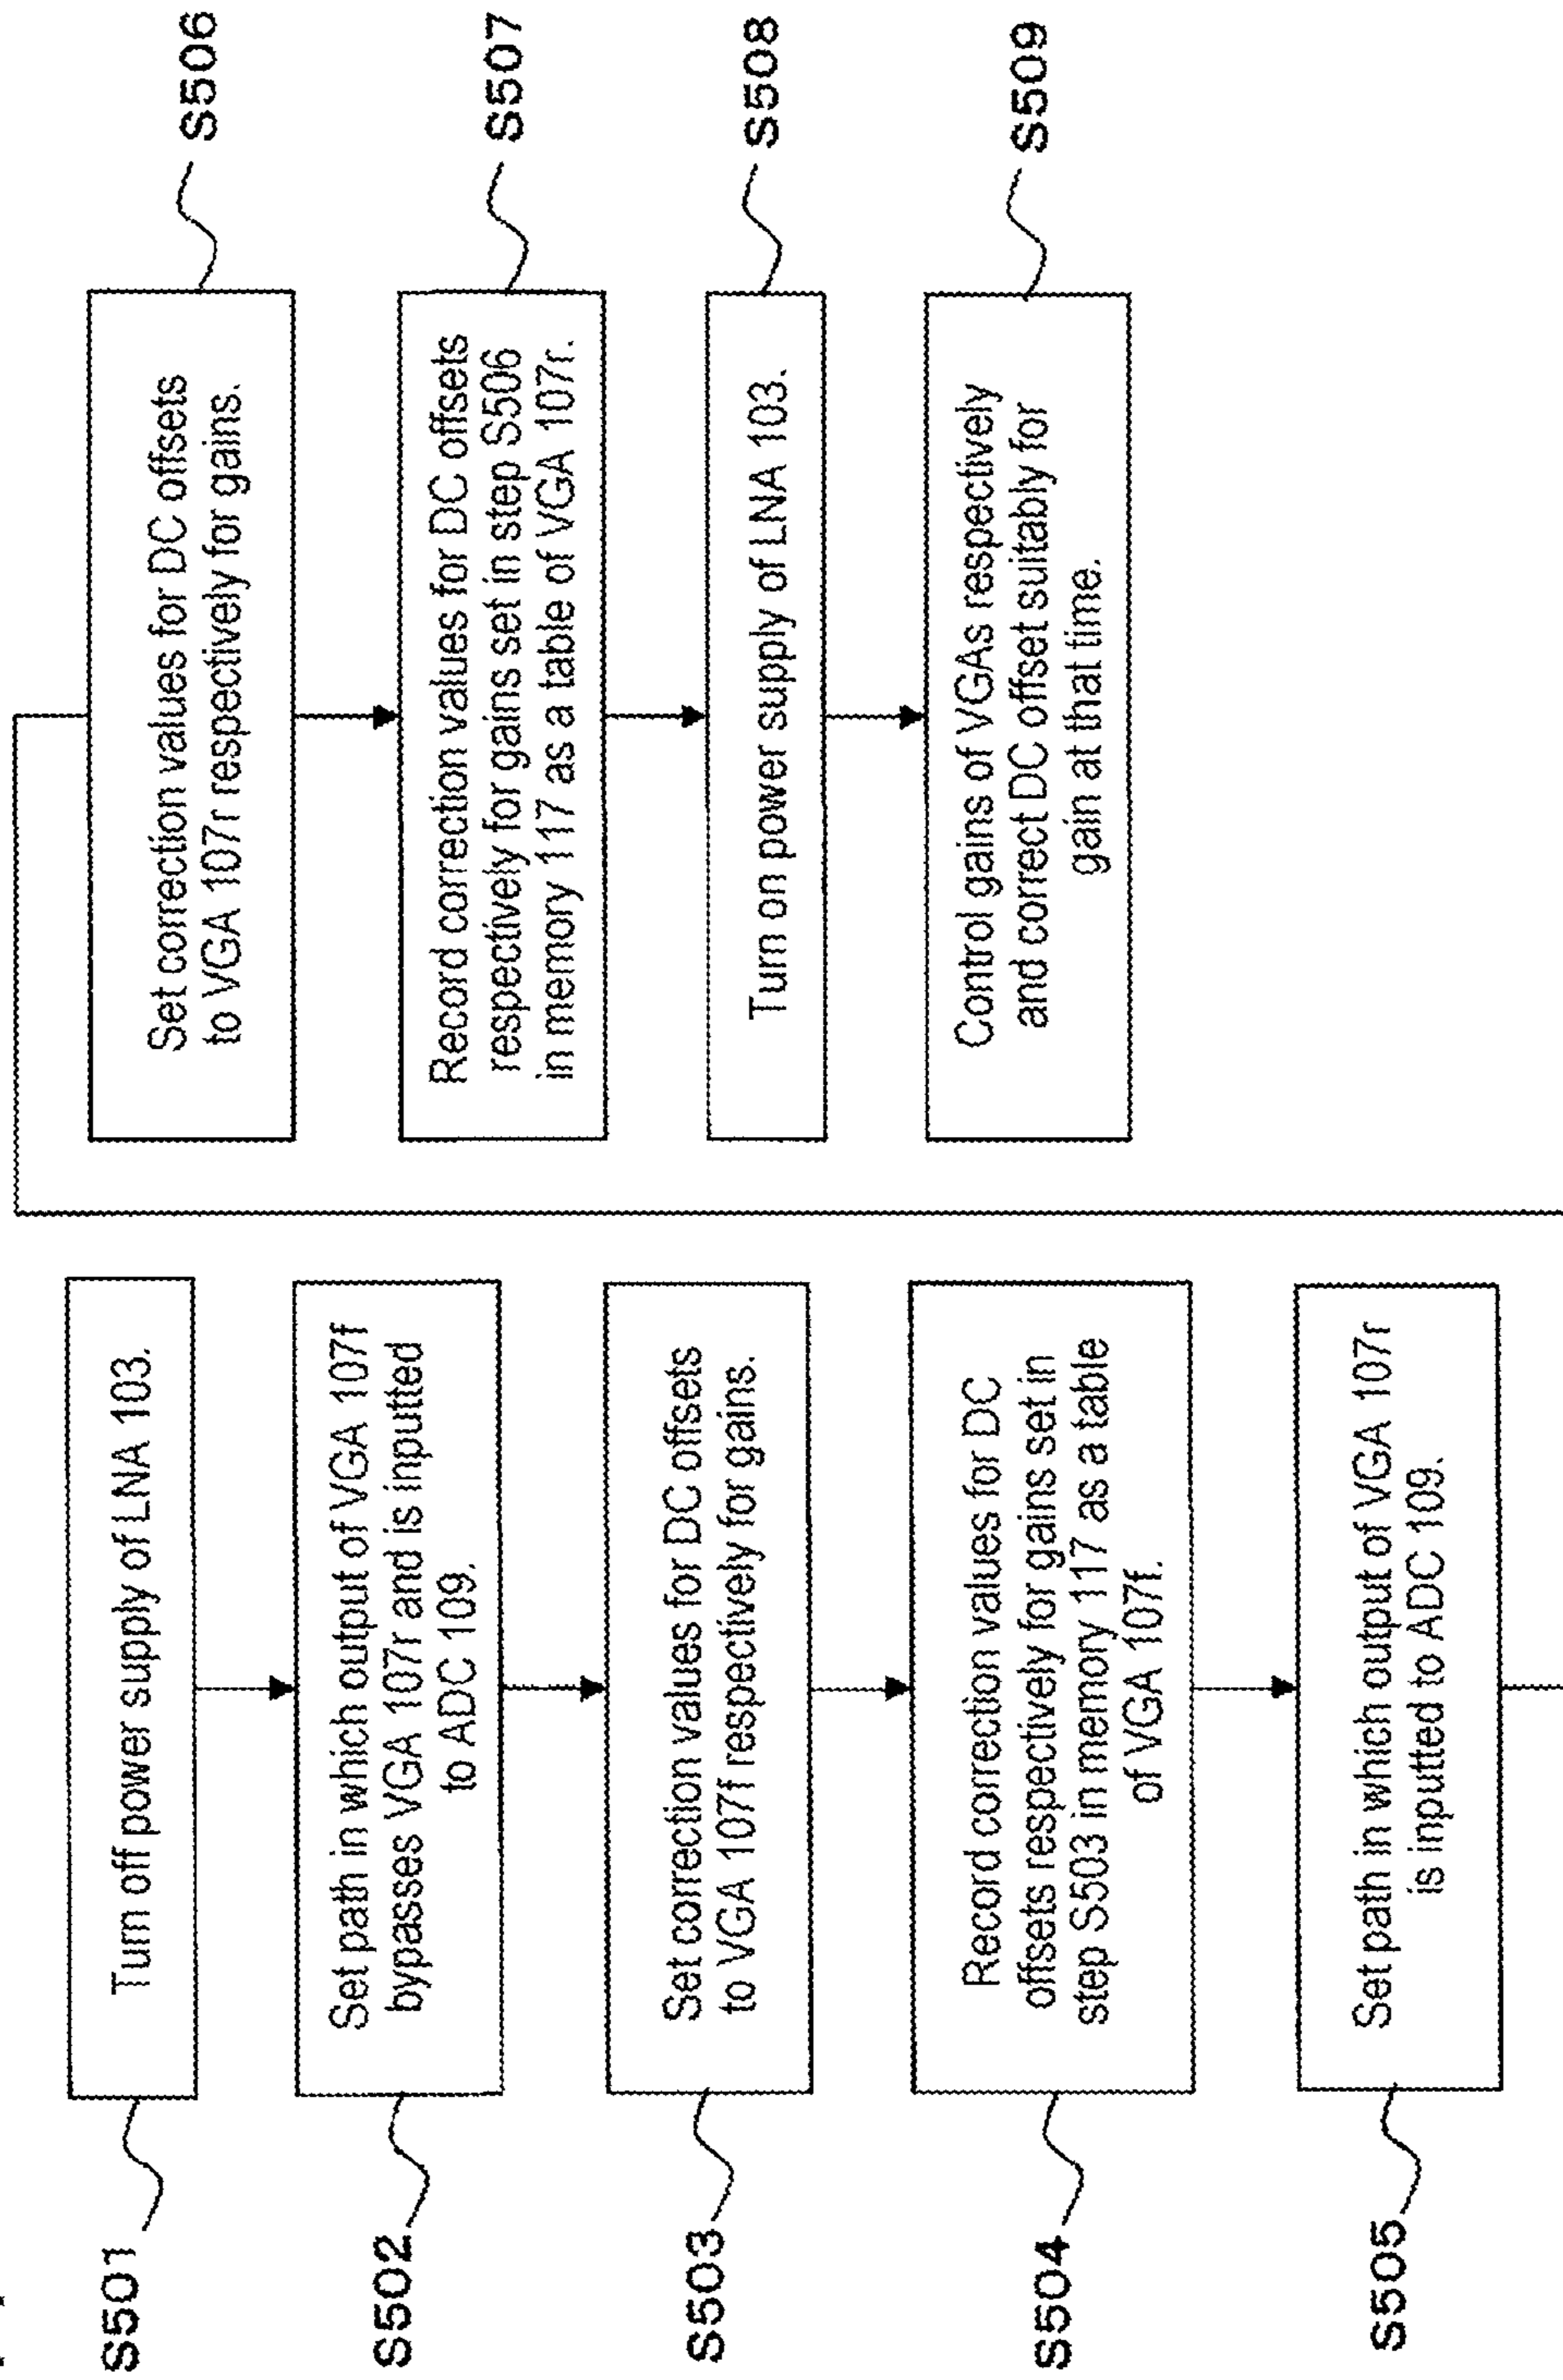 S501
Turn off power supply of LNA 103.
S502
Set path in which output of VGA 107f
bypasses VGA 107r and is inputted
to ADC 109.
S503
Set correction values for DC offsets
to VGA 107f respectively for gains.
S504
Record correction values for DC
offsets respectively for gains set in
step S503 in memory 117 as a table
of VGA 107f.
S505
Set path in which output of VGA 107r
is inputted to ADC 109.
Set correction values for DC offsets
to VGA 107r respectively for gains.
S506
Record correction values for DC offsets
respectively for gains set in step S506
in memory 117 as a table of VGA 107r.
S507
Turn on power supply of LNA 103.
S508
Control gains of VGAs respectively
and correct DC offset suitably for
gain at that time.
S509